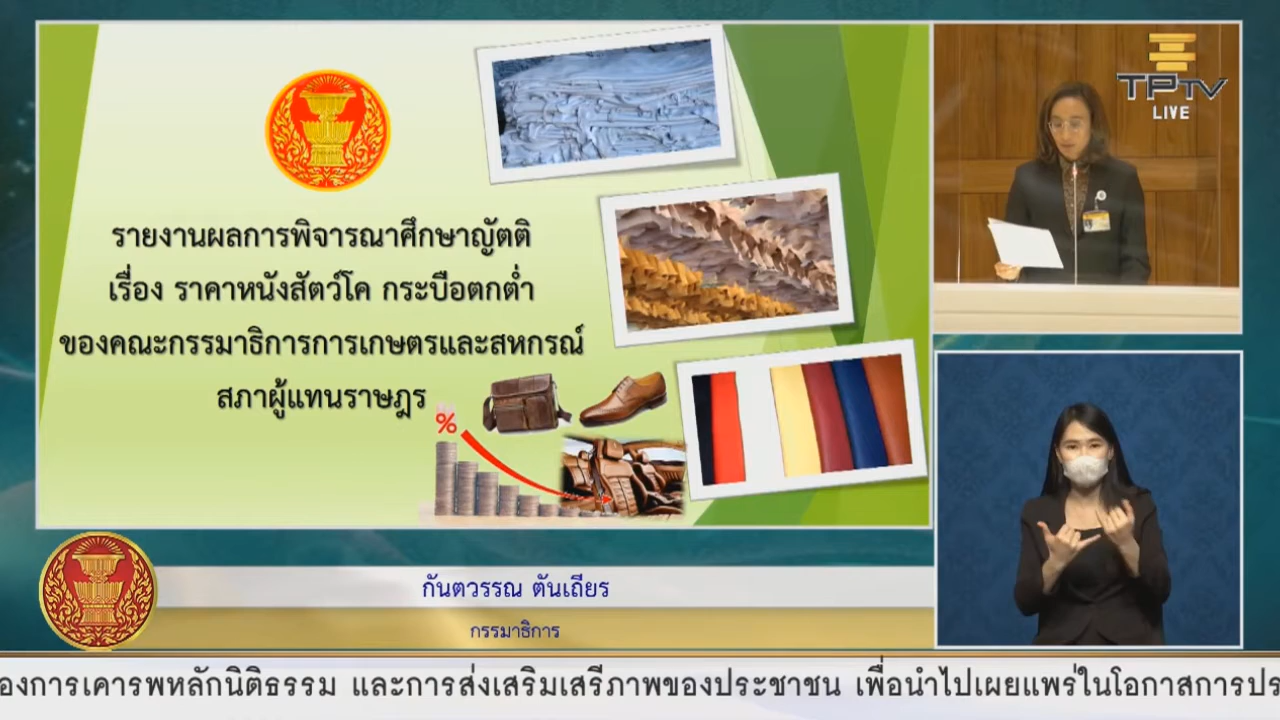 รายงานผลการพิจารณาศึกษาญัตติ
เรื่อง ราคาหนังสัตว์โค กระบือตกต่ำ
ของคณะกรรมาธิการการเกษตรและสหกรณ์
สภาผู้แทนราษฎร
%
TPTV
LIVE
กันตวรรณ ตันเถียร
กรรมาธิการ
องการเคารพหลักนิติธรรม และการส่งเสริมเสรีภาพของประชาชน เพื่อนำไปเผยแพร่ในโอกาสการปร